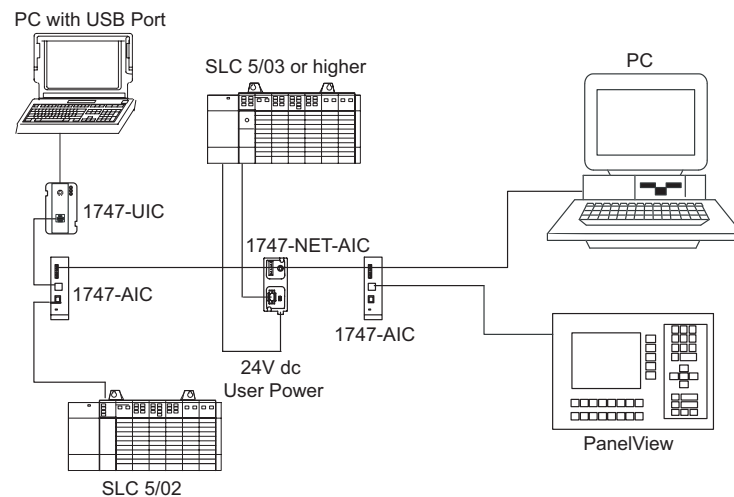 PC with USB Port
SLC 5/03 or higher
PC
1747-UIC
1747-NET-AIC
1747-AIC
1747-AIC
24V dc
User Power
PanelView
SLC 5/02